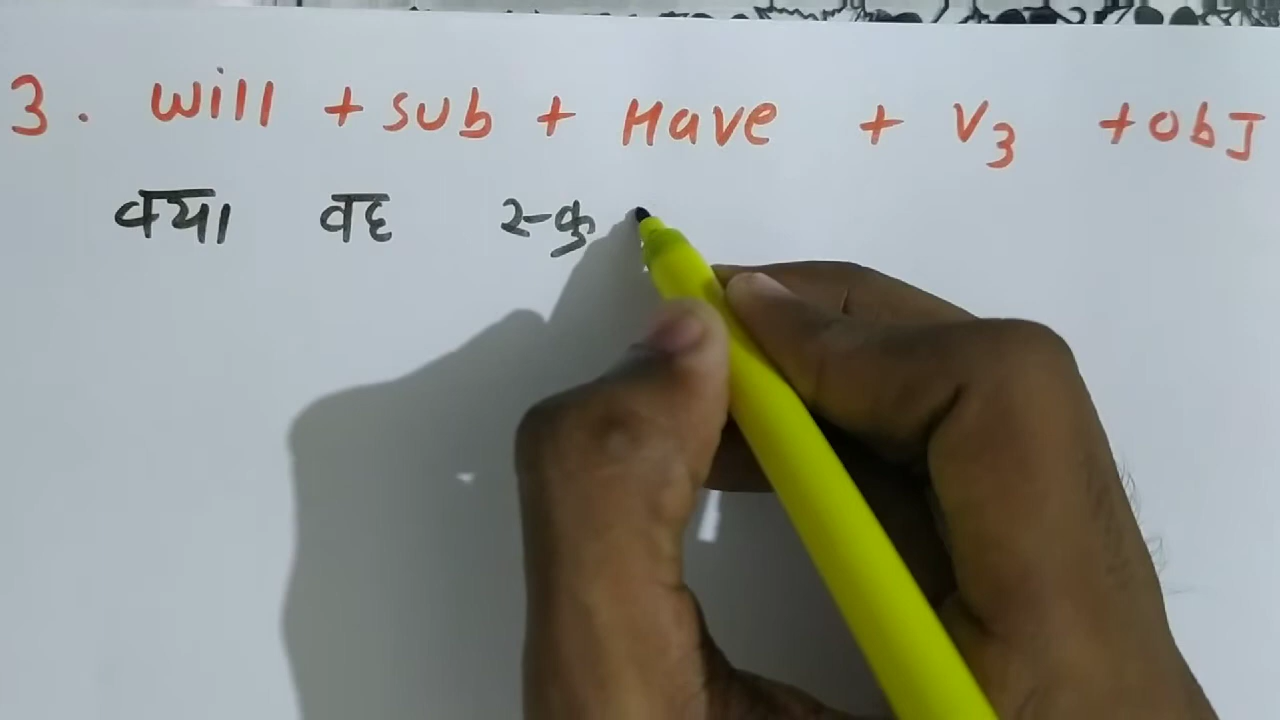 3. will + sub + Have + V3 + obJ
क्या वह स्कु